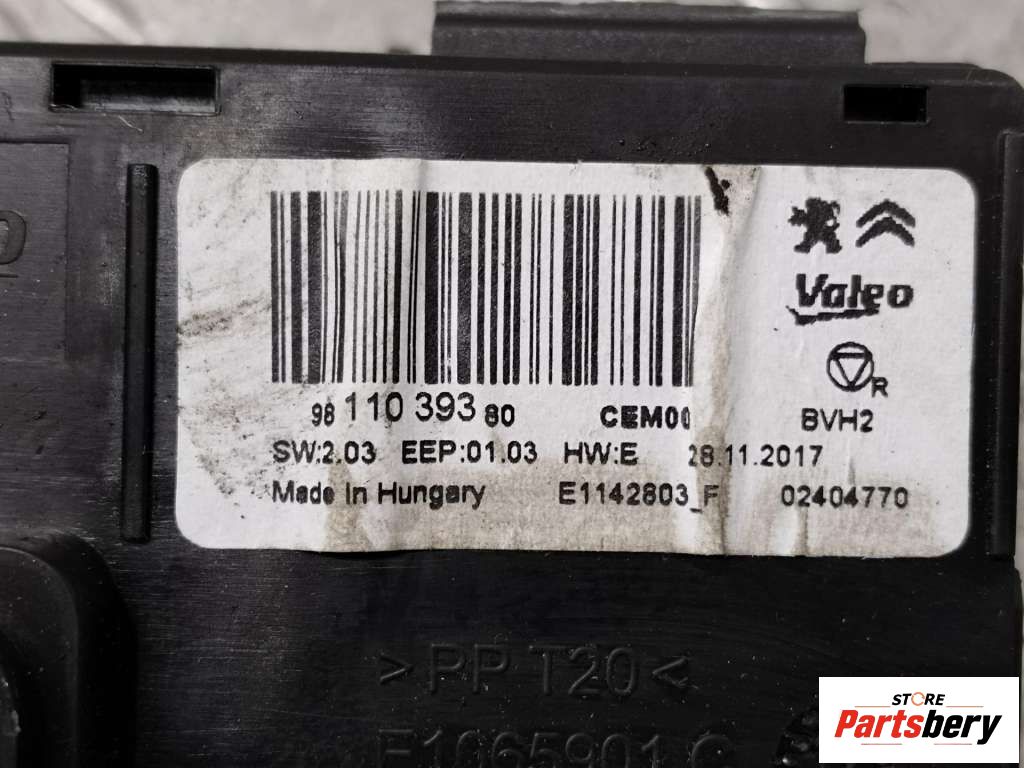 Valeo
R
98 110 393 80 CEM00 BVH2
SW:2.03 EEP:01.03 HW:E 28.11.2017
Made In Hungary E1142803_F 02404770
>PP T20<
E1065901 C
STORE
Partsbery